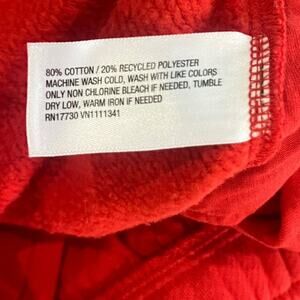 80% COTTON / 20% RECYCLED POLYESTER
MACHINE WASH COLD, WASH WITH LIKE COLORS
ONLY NON CHLORINE BLEACH IF NEEDED, TUMBLE
DRY LOW, WARM IRON IF NEEDED
RN17730 VN1111341